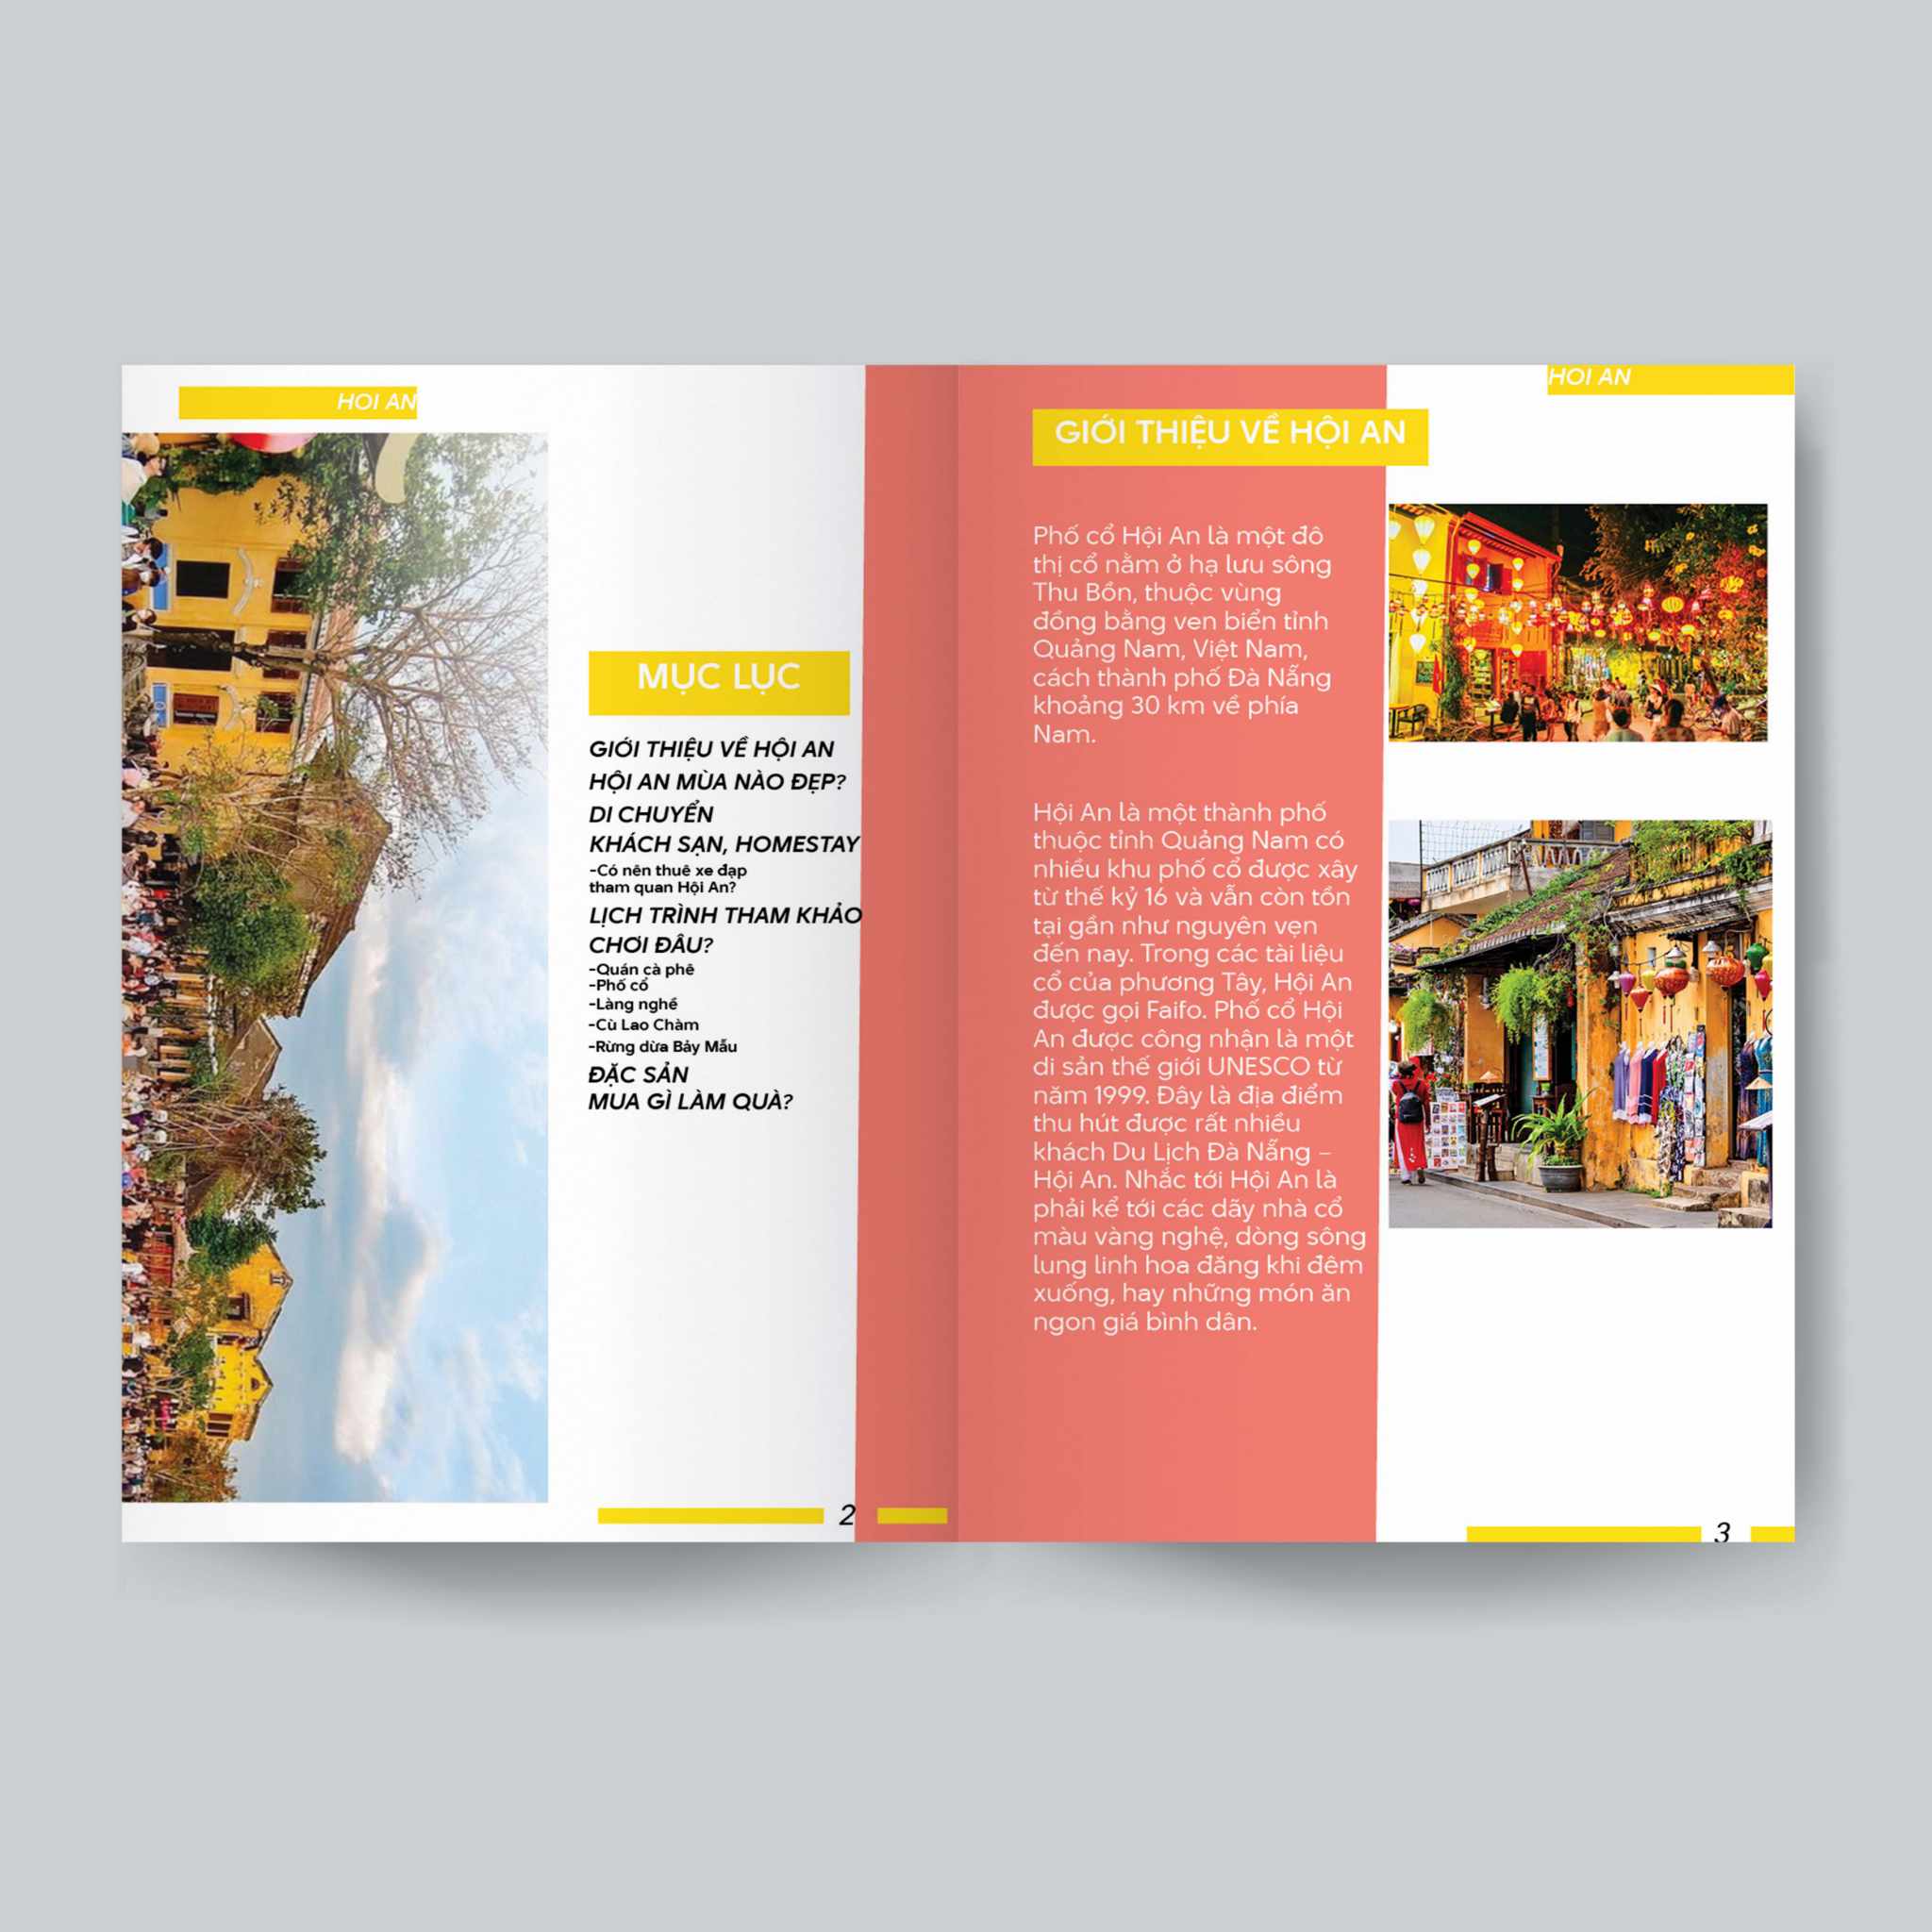 HOI AN
MỤC LỤC
GIỚI THIỆU VỀ HỘI AN
HỘI AN MÙA NÀO ĐẸP?
DI CHUYỂN
KHÁCH SẠN, HOMESTAY
-Có nên thuê xe đạp
tham quan Hội An?
LỊCH TRÌNH THAM KHẢO
CHƠI ĐÂU?
-Quán cà phê
-Phố cổ
-Làng nghề
-Cù Lao Chàm
-Rừng dừa Bảy Mẫu
ĐẶC SẢN
MUA GÌ LÀM QUÀ?
2
HOI AN
GIỚI THIỆU VỀ HỘI AN
Phố cổ Hội An là một đô
thị cổ nằm ở hạ lưu sông
Thu Bồn, thuộc vùng
đồng bằng ven biển tỉnh
Quảng Nam, Việt Nam,
cách thành phố Đà Nẵng
khoảng 30 km về phía
Nam.
Hội An là một thành phố
thuộc tỉnh Quảng Nam có
nhiều khu phố cổ được xây
từ thế kỷ 16 và vẫn còn tồn
tại gần như nguyên vẹn
đến nay. Trong các tài liệu
cổ của phương Tây, Hội An
được gọi Faifo. Phố cổ Hội
An được công nhận là một
di sản thế giới UNESCO từ
năm 1999. Đây là địa điểm
thu hút được rất nhiều
khách Du Lịch Đà Nẵng –
Hội An. Nhắc tới Hội An là
phải kể tới các dãy nhà cổ
màu vàng nghệ, dòng sông
lung linh hoa đăng khi đêm
xuống, hay những món ăn
ngon giá bình dân.
3